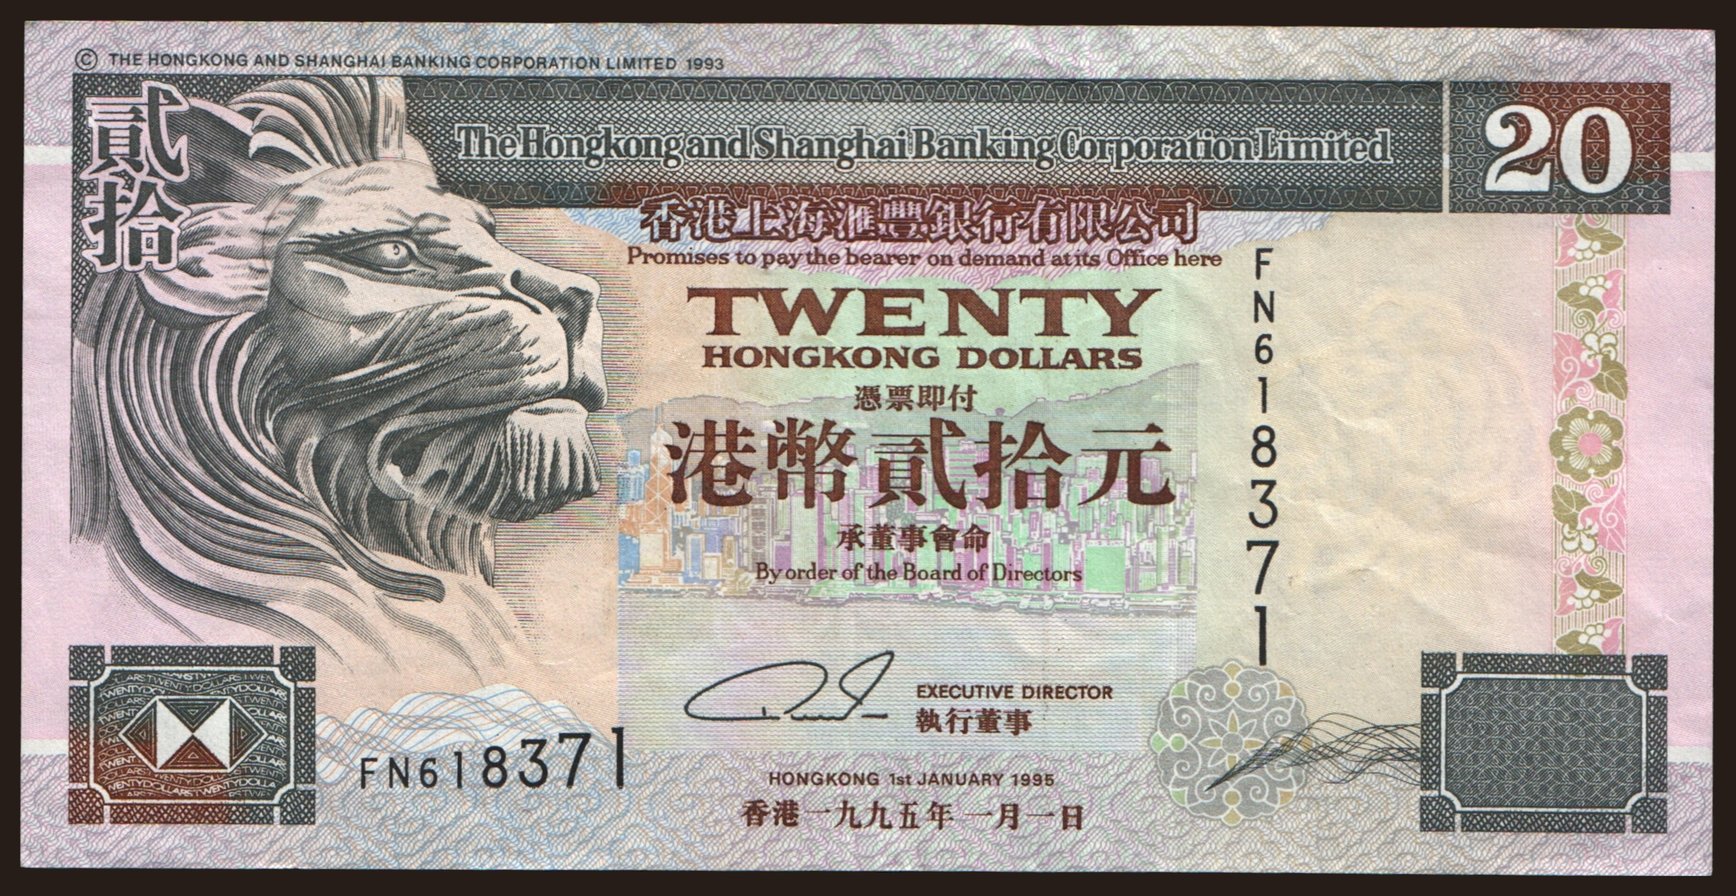 © THE HONGKONG AND SHANGHAI BANKING CORPORATION LIMITED 1993
貳拾
The Hongkong and Shanghai Banking Corporation Limited
20
香港上海滙豐銀行有限公司
Promises to pay the bearer on demand at its Office here
TWENTY
HONGKONG DOLLARS
憑票即付
港幣貳拾元
承董事會命
By order of the Board of Directors
FN618371
EXECUTIVE DIRECTOR
執行董事
FN618371
HONGKONG 1st JANUARY 1995
香港一九九五年一月一日